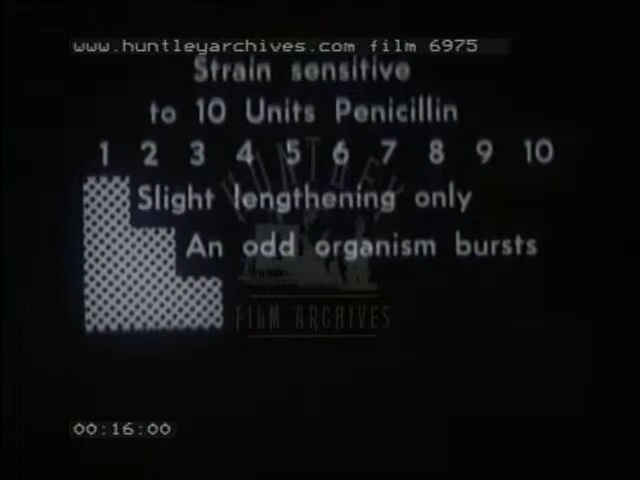 www.huntleyarchives.com film 6975
Strain sensitive
to 10 Units Penicillin
1 2 3 4 5 6 7 8 9 10
Slight lengthening only
An odd organism bursts
HUNTLEY
FILM ARCHIVES
00:16:00